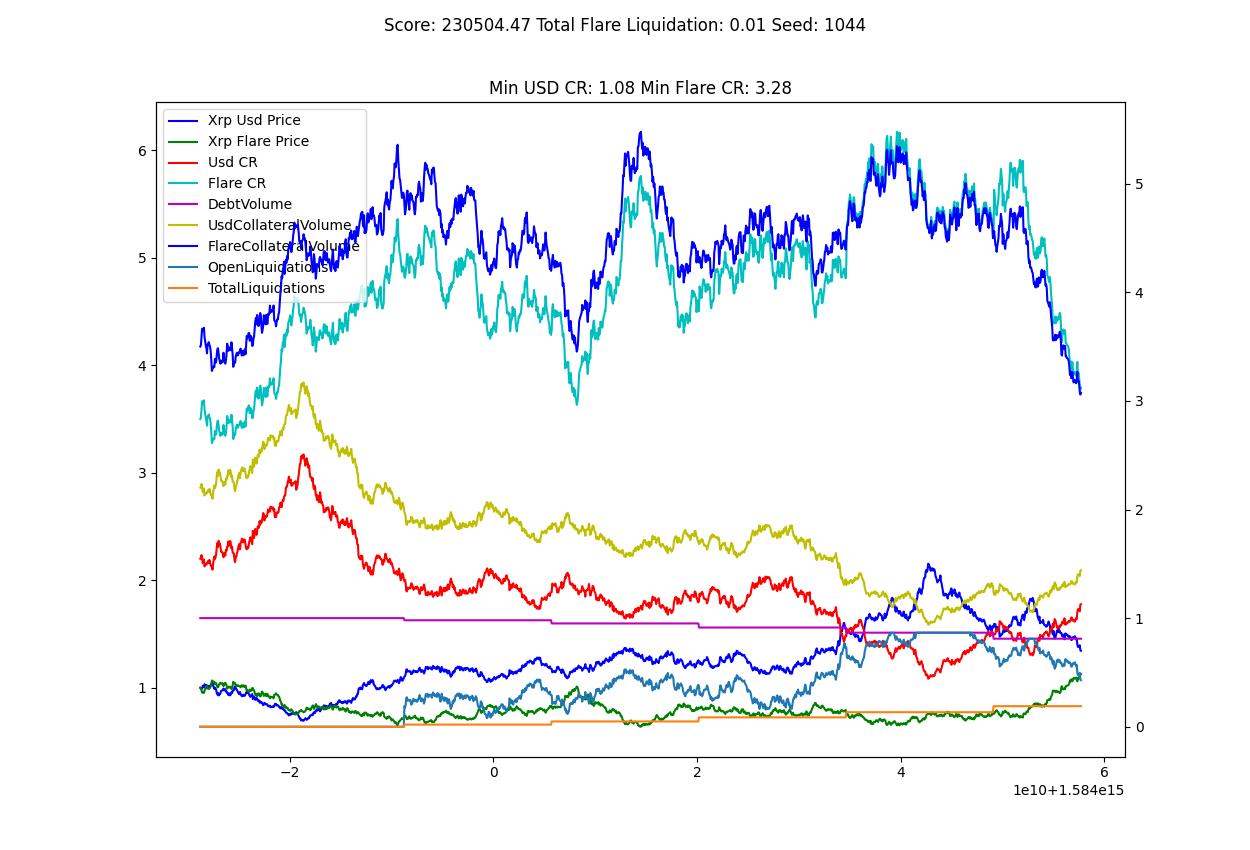 Score: 230504.47 Total Flare Liquidation: 0.01 Seed: 1044
Min USD CR: 1.08 Min Flare CR: 3.28
Xrp Usd Price
Xrp Flare Price
Usd CR
Flare CR
DebtVolume
UsdCollateralVolume
FlareCollateralVolume
OpenLiquidations
TotalLiquidations
6
5
4
3
2
1
5
4
3
2
1
0
−2
0
2
4
6
1e10+1.584e15